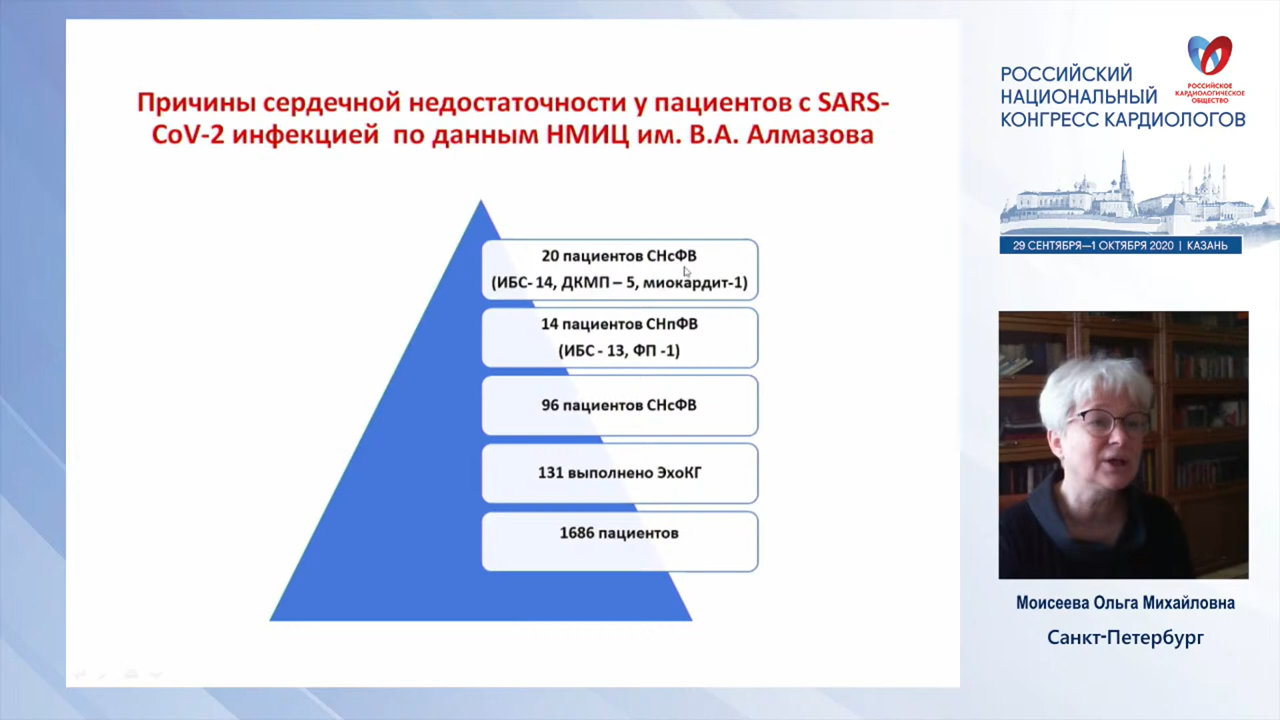 Причины сердечной недостаточности у пациентов с SARS-
CoV-2 инфекцией по данным НМИЦ им. В.А. Алмазова
20 пациентов СНсФВ
(ИБС- 14, ДКМП – 5, миокардит-1)
14 пациентов СНпФВ
(ИБС - 13, ФП -1)
96 пациентов СНсФВ
131 выполнено ЭхоКГ
1686 пациентов
РОССИЙСКИЙ
НАЦИОНАЛЬНЫЙ
КОНГРЕСС КАРДИОЛОГОВ
РОССИЙСКОЕ
КАРДИОЛОГИЧЕСКОЕ
ОБЩЕСТВО
29 СЕНТЯБРЯ—1 ОКТЯБРЯ 2020 | КАЗАНЬ
Моисеева Ольга Михайловна
Санкт-Петербург